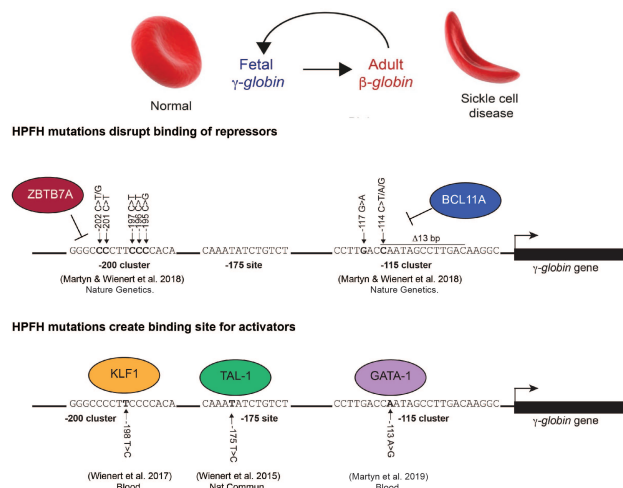 Normal
Fetal
γ-globin
Adult
β-globin
Sickle cell
disease
HPFH mutations disrupt binding of repressors
ZBTB7A
-202 C>T/G
-201 C>T
-197 C>T
-196 C>T
-195 C>G
-117 G>A
-114 C>T/A/G
BCL11A
Δ13 bp
GGGCCCCTTCCCCACA
CAAATATCTGTCT
CCTTGACCAATAGCCTTGACAAGGC
-200 cluster
-175 site
-115 cluster
γ-globin gene
(Martyn & Wienert et al. 2018)
Nature Genetics.
(Martyn & Wienert et al. 2018)
Nature Genetics.
HPFH mutations create binding site for activators
KLF1
TAL-1
GATA-1
GGGCCCCTTCCCCACA
CAAATATCTGTCT
CCTTGACCAATAGCCTTGACAAGGC
-200 cluster
-175 site
-115 cluster
γ-globin gene
-198 T>C
-175 T>C
-113 A>G
(Wienert et al. 2017)
Blood
(Wienert et al. 2015)
Nat Commun
(Martyn et al. 2019)
Blood